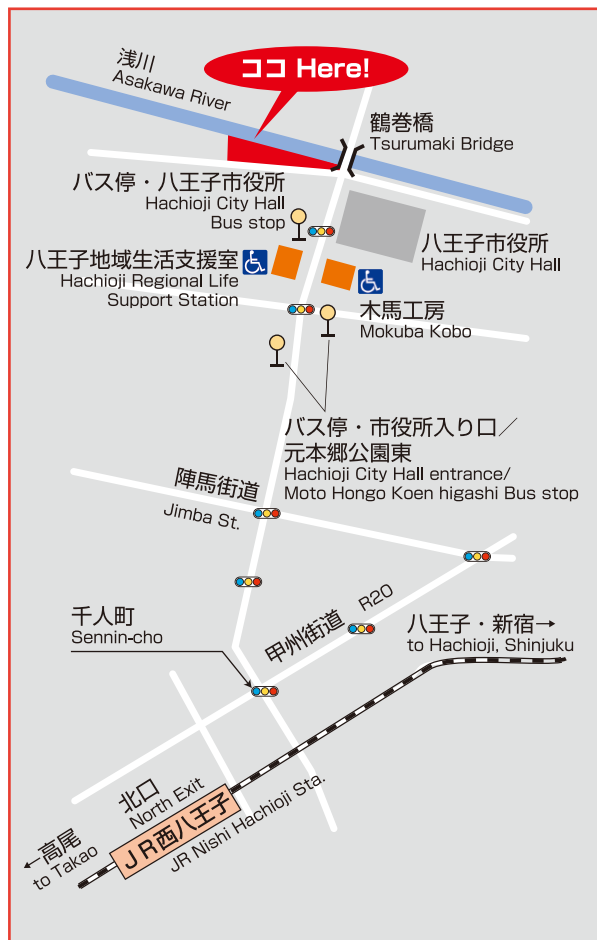 浅川
Asakawa River
ココ Here!
鶴巻橋
Tsurumaki Bridge
バス停・八王子市役所
Hachioji City Hall
Bus stop
八王子市役所
Hachioji City Hall
八王子地域生活支援室
Hachioji Regional Life
Support Station
木馬工房
Mokuba Kobo
バス停・市役所入り口／
元本郷公園東
Hachioji City Hall entrance/
Moto Hongo Koen higashi Bus stop
陣馬街道
Jimba St.
千人町
Sennin-cho
甲州街道 R20
八王子・新宿→
to Hachioji, Shinjuku
北口
North Exit
JR西八王子
JR Nishi Hachioji Sta.
←高尾
to Takao